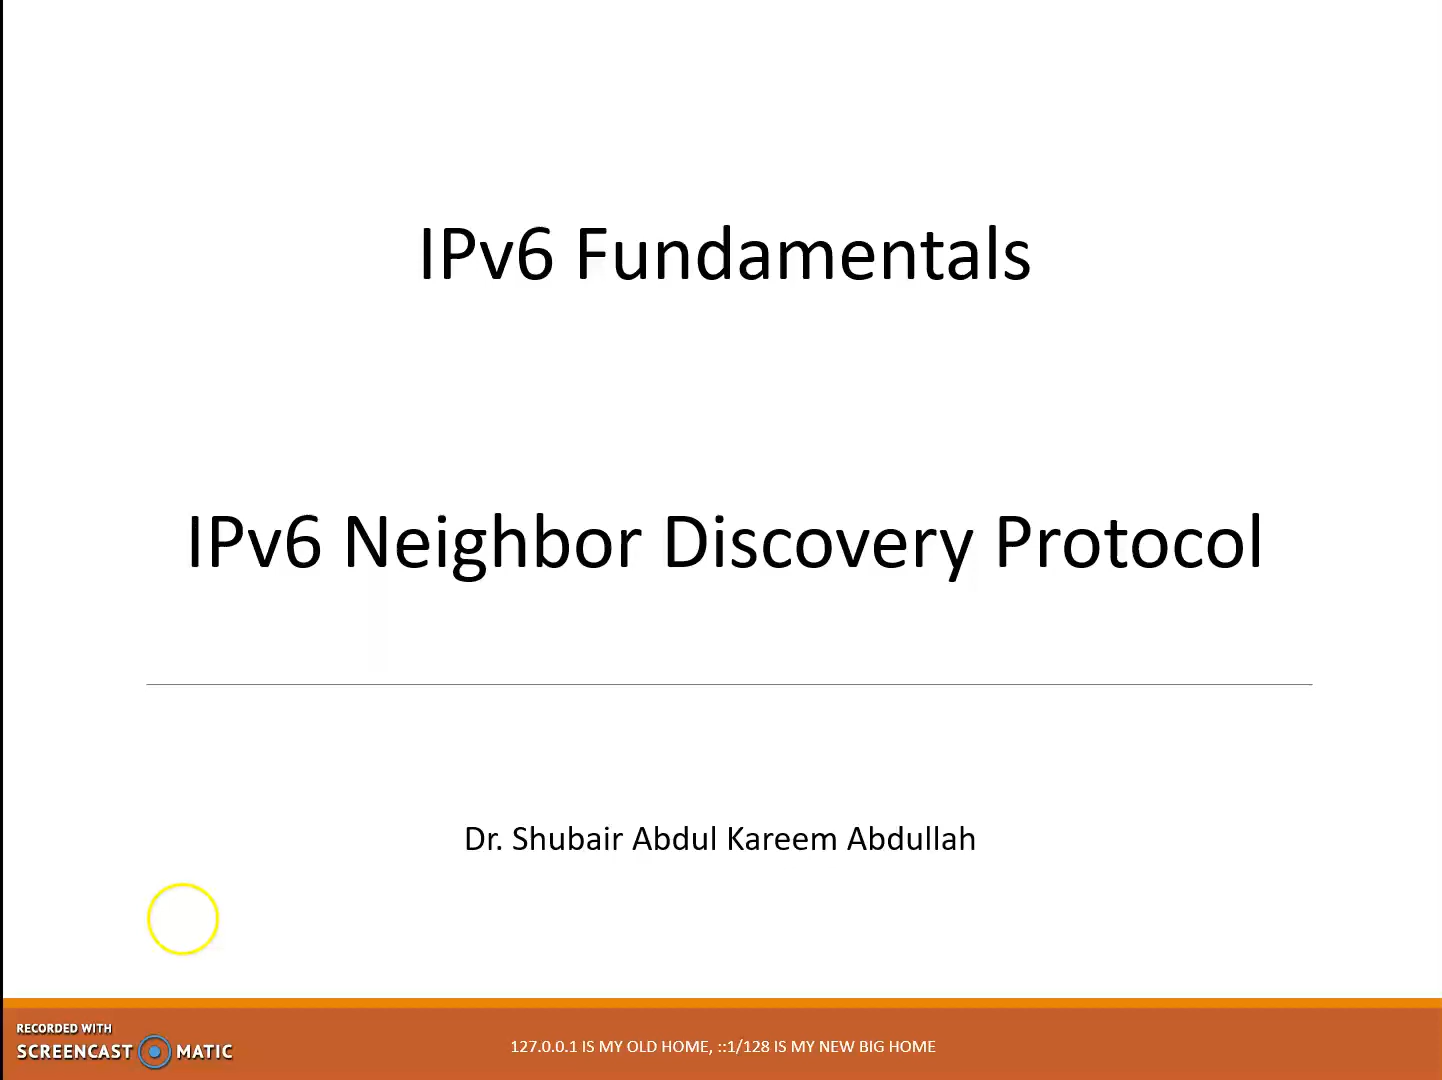 IPv6 Fundamentals
IPv6 Neighbor Discovery Protocol
Dr. Shubair Abdul Kareem Abdullah
RECORDED WITH
SCREENCAST MATIC
127.0.0.1 IS MY OLD HOME, ::1/128 IS MY NEW BIG HOME